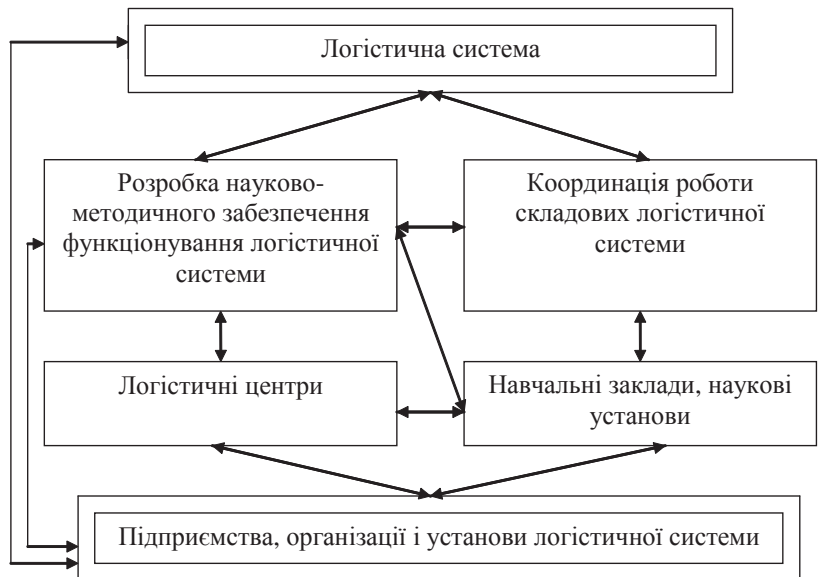 Логістична система
Розробка науково-
методичного забезпечення
функціонування логістичної
системи
Координація роботи
складових логістичної
системи
Логістичні центри
Навчальні заклади, наукові
установи
Підприємства, організації і установи логістичної системи